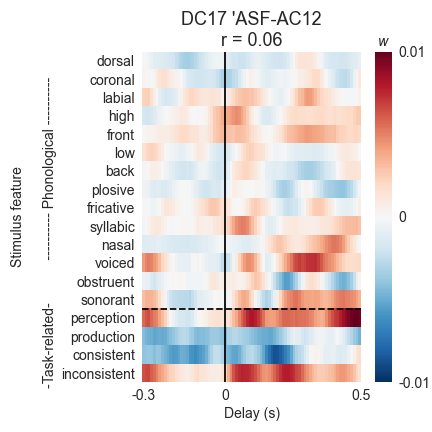 DC17 'ASF-AC12
r = 0.06
w
Stimulus feature
---------- Phonological ----------
-Task-related-
dorsal
coronal
labial
high
front
low
back
plosive
fricative
syllabic
nasal
voiced
obstruent
sonorant
perception
production
consistent
inconsistent
0.01
0
-0.01
-0.3
0
0.5
Delay (s)